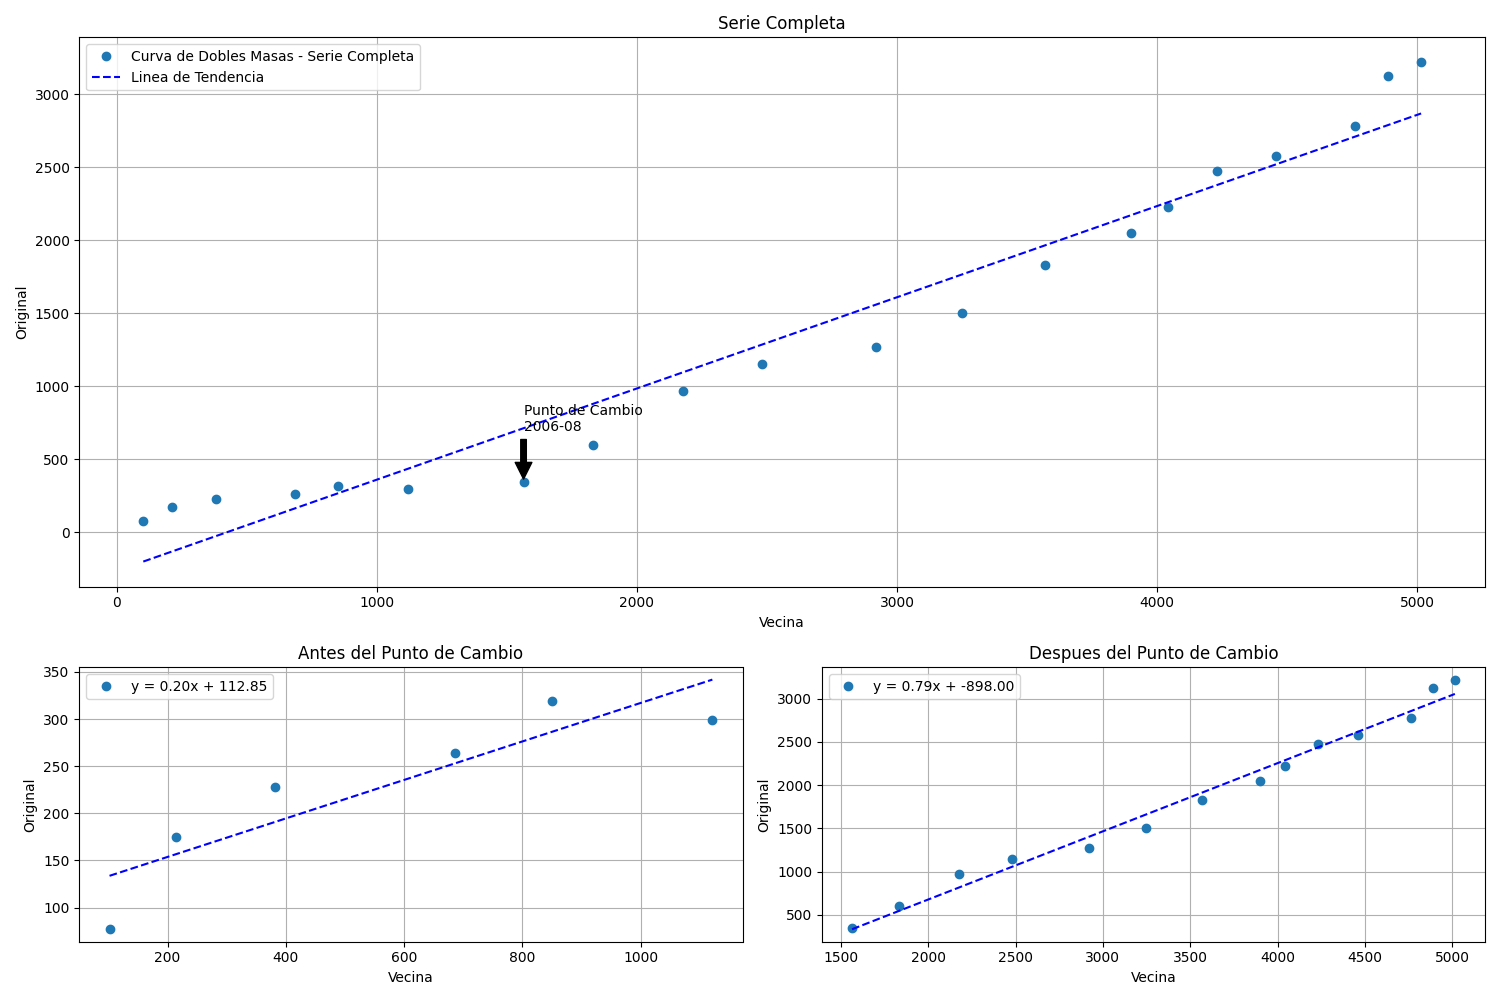 Serie Completa
Curva de Dobles Masas - Serie Completa
Linea de Tendencia
Original
3000
2500
2000
1500
1000
500
0
Punto de Cambio
2006-08
0 1000 2000 3000 4000 5000
Vecina
Antes del Punto de Cambio
y = 0.20x + 112.85
Original
350
300
250
200
150
100
200 400 600 800 1000
Vecina
Despues del Punto de Cambio
y = 0.79x + -898.00
Original
3000
2500
2000
1500
1000
500
1500 2000 2500 3000 3500 4000 4500 5000
Vecina